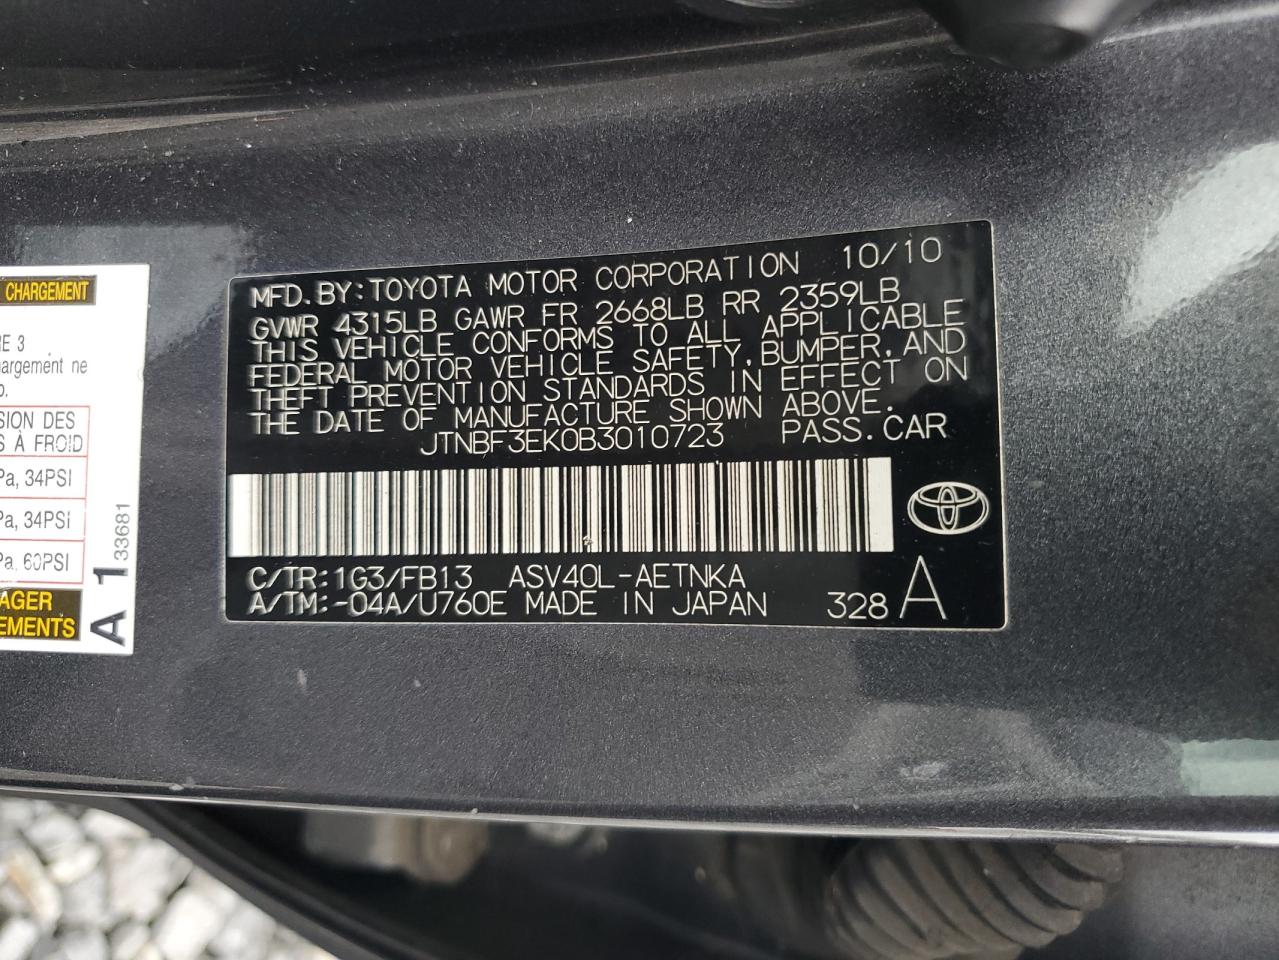 CHARGEMENT
RE 3
hargement ne
o.
SION DES
S À FROID
Pa, 34PSI
Pa, 34PSI
Pa, 60PSI
AGER
EMENTS
A 1
33681
MFD.BY:TOYOTA MOTOR CORPORATION 10/10
GVWR 4315LB GAWR FR 2668LB RR 2359LB
THIS VEHICLE CONFORMS TO ALL APPLICABLE
FEDERAL MOTOR VEHICLE SAFETY,BUMPER,AND
THEFT PREVENTION STANDARDS IN EFFECT ON
THE DATE OF MANUFACTURE SHOWN ABOVE.
JTNBF3EK0B3010723 PASS.CAR
C/TR:1G3/FB13 ASV40L-AETNKA
A/TM:-04A/U760E MADE IN JAPAN 328 A